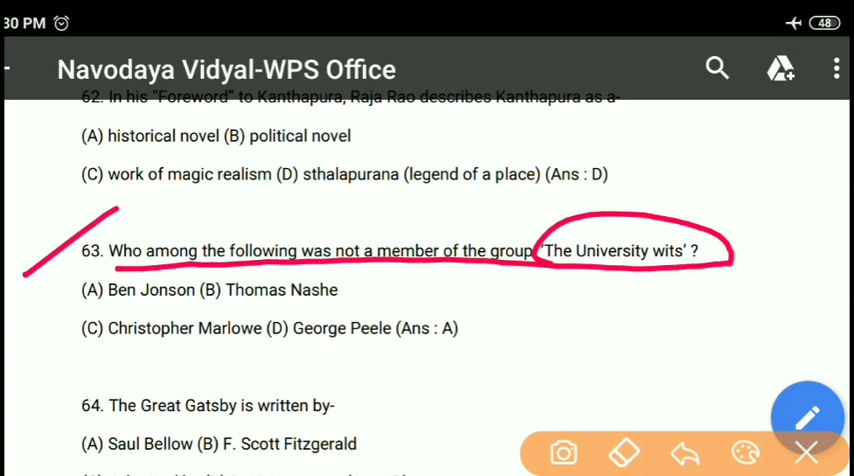 30 PM 48
Navodaya Vidyal-WPS Office
62. In his “Foreword” to Kanthapura, Raja Rao describes Kanthapura as a-
(A) historical novel (B) political novel
(C) work of magic realism (D) sthalapurana (legend of a place) (Ans : D)
63. Who among the following was not a member of the group ‘The University wits’ ?
(A) Ben Jonson (B) Thomas Nashe
(C) Christopher Marlowe (D) George Peele (Ans : A)
64. The Great Gatsby is written by-
(A) Saul Bellow (B) F. Scott Fitzgerald